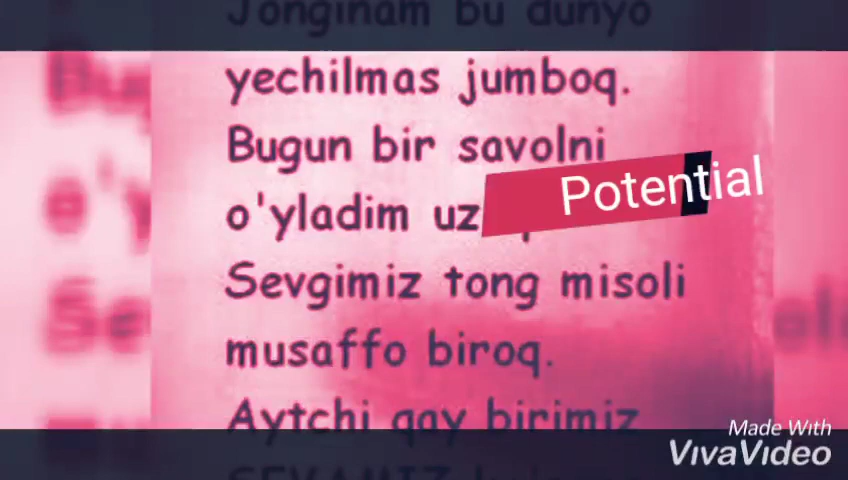 Jonginam bu dunyo
yechilmas jumboq.
Bugun bir savolni
o'yladim
Potential
Sevgimiz tong misoli
musaffo biroq.
Aytchi qay birimiz
Made With
VivaVideo